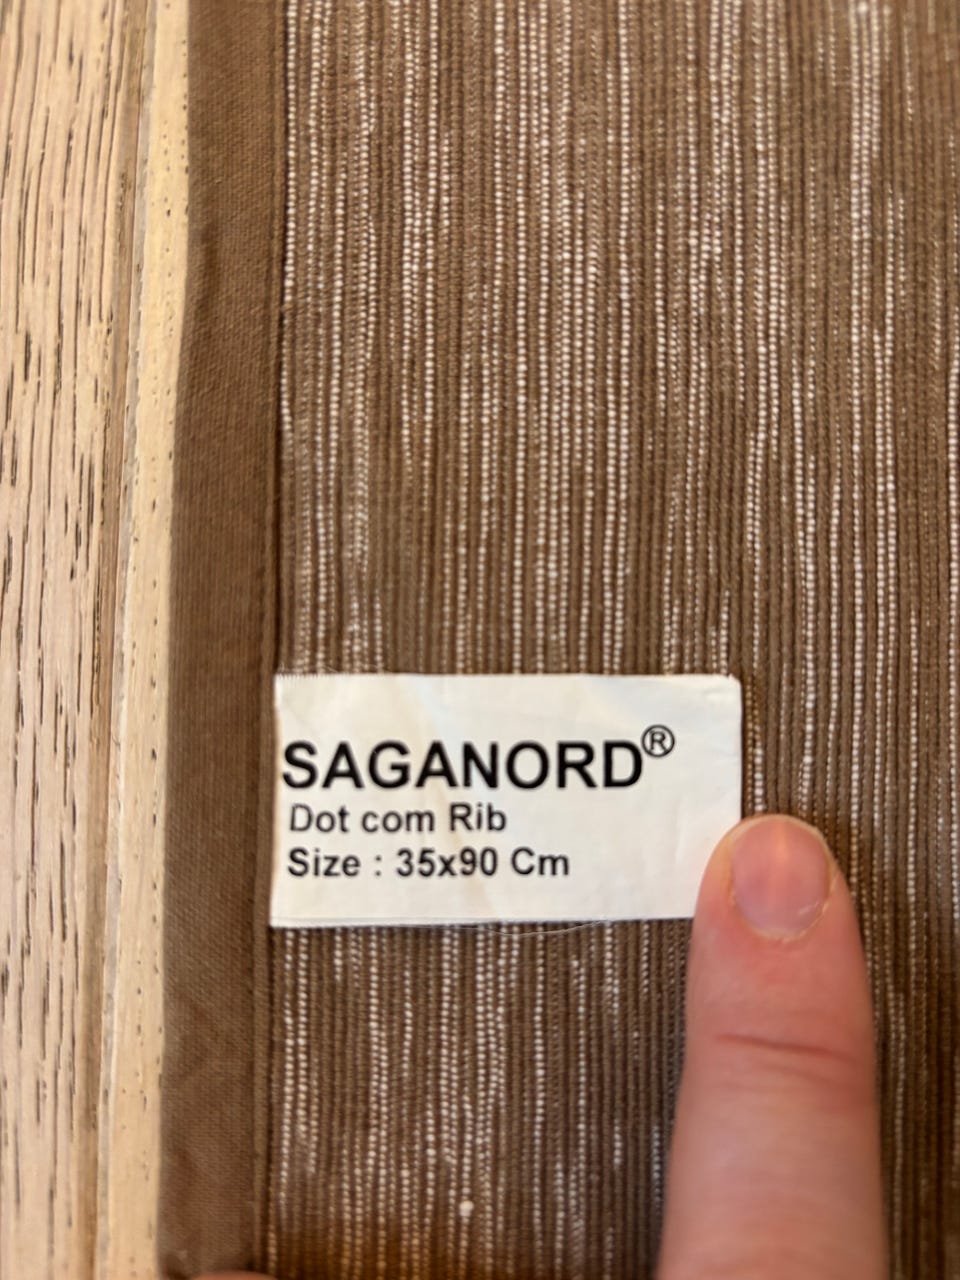 SAGANORD®
Dot com Rib
Size : 35x90 Cm